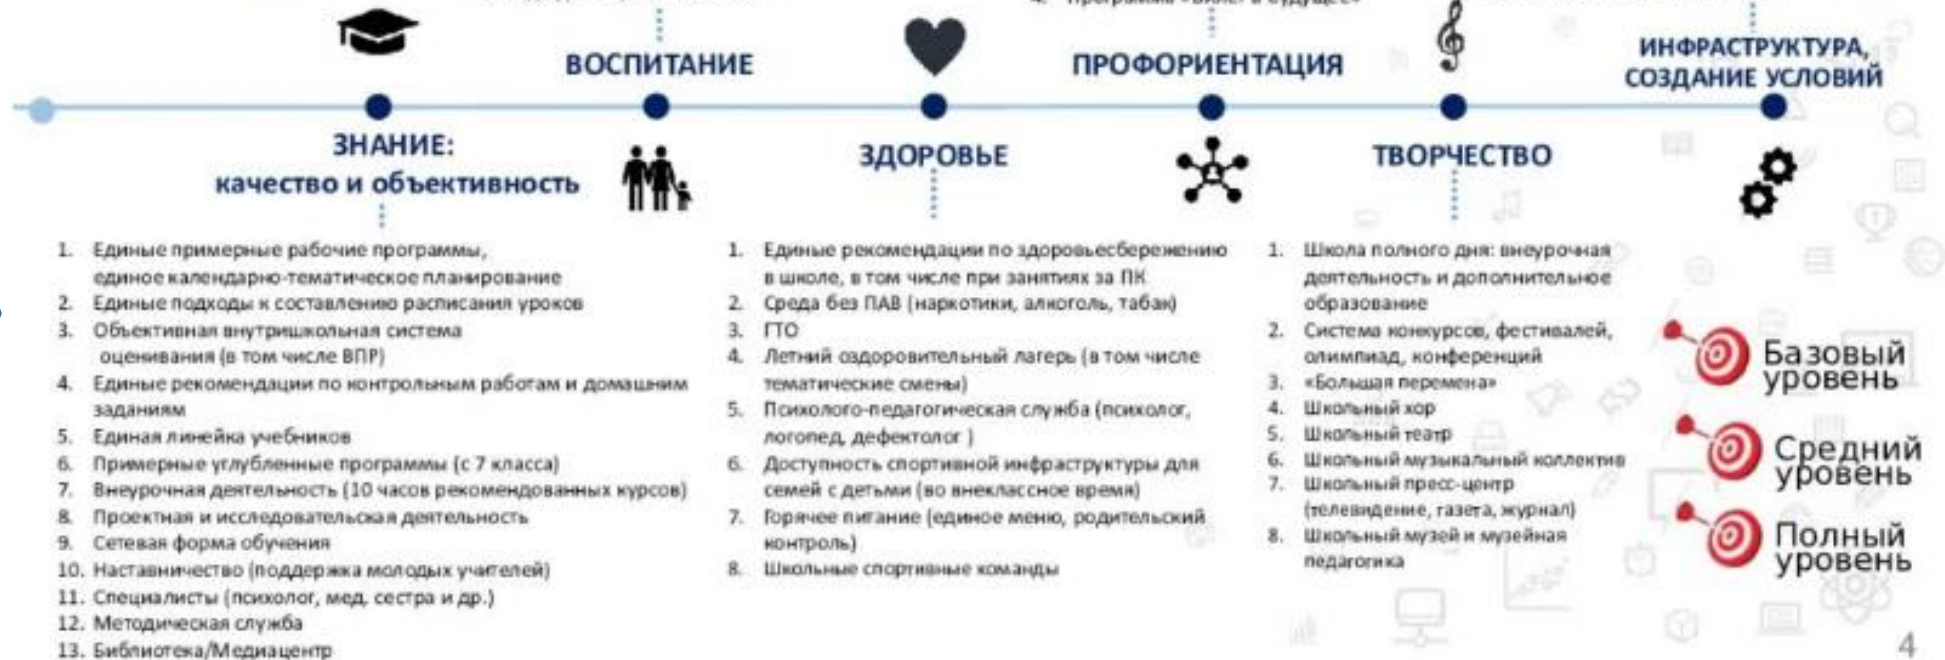 4. Программа «Билет в будущее»
ВОСПИТАНИЕ
ПРОФОРИЕНТАЦИЯ
ИНФРАСТРУКТУРА,
СОЗДАНИЕ УСЛОВИЙ
ЗНАНИЕ:
качество и объективность
ЗДОРОВЬЕ
ТВОРЧЕСТВО
1. Единые примерные рабочие программы,
единое календарно-тематическое планирование
2. Единые подходы к составлению расписания уроков
3. Объективная внутришкольная система
оценивания (в том числе ВПР)
4. Единые рекомендации по контрольным работам и домашним
заданиям
5. Единая линейка учебников
6. Примерные углубленные программы (с 7 класса)
7. Внеурочная деятельность (10 часов рекомендованных курсов)
8. Проектная и исследовательская деятельность
9. Сетевая форма обучения
10. Наставничество (поддержка молодых учителей)
11. Специалисты (психолог, мед. сестра и др.)
12. Методическая служба
13. Библиотека/Медиацентр
1. Единые рекомендации по здоровьесбережению
в школе, в том числе при занятиях за ПК
2. Среда без ПАВ (наркотики, алкоголь, табак)
3. ГТО
4. Летний оздоровительный лагерь (в том числе
тематические смены)
5. Психолого-педагогическая служба (психолог,
логопед, дефектолог )
6. Доступность спортивной инфраструктуры для
семей с детьми (во внеклассное время)
7. Горячее питание (единое меню, родительский
контроль)
8. Школьные спортивные команды
1. Школа полного дня: внеурочная
деятельность и дополнительное
образование
2. Система конкурсов, фестивалей,
олимпиад, конференций
3. «Большая перемена»
4. Школьный хор
5. Школьный театр
6. Школьный музыкальный коллектив
7. Школьный пресс-центр
(телевидение, газета, журнал)
8. Школьный музей и музейная
педагогика
Базовый
уровень
Средний
уровень
Полный
уровень
4